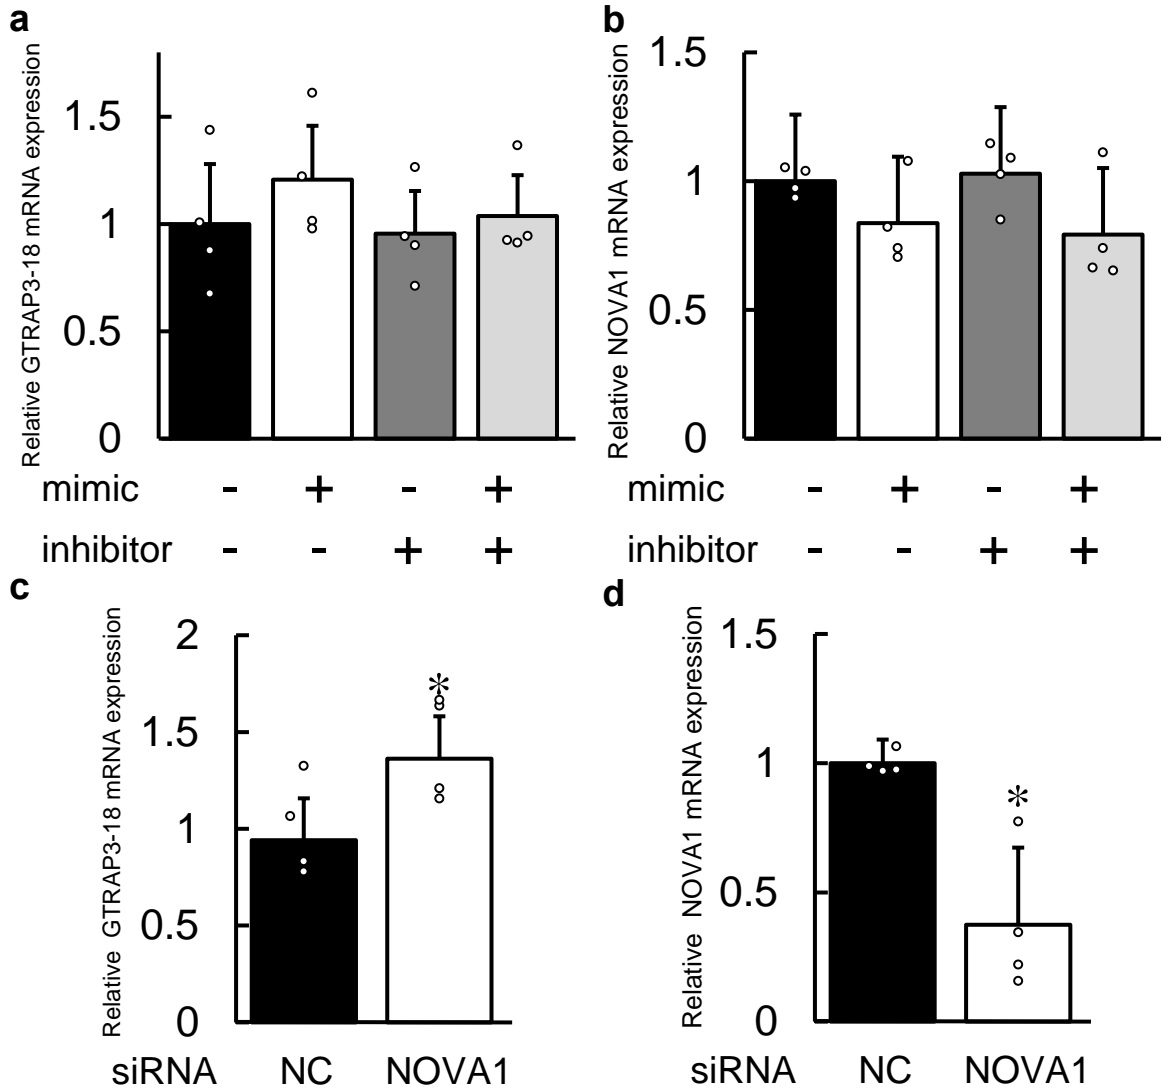 a
Relative GTRAP3-18 mRNA expression
1.5
1
0.5
0
mimic - + - +
inhibitor - - + +
b
Relative NOVA1 mRNA expression
1.5
1
0.5
0
mimic - + - +
inhibitor - - + +
c
Relative GTRAP3-18 mRNA expression
2
1.5
1
0.5
0
*
siRNA NC NOVA1
d
Relative NOVA1 mRNA expression
1.5
1
0.5
0
*
siRNA NC NOVA1